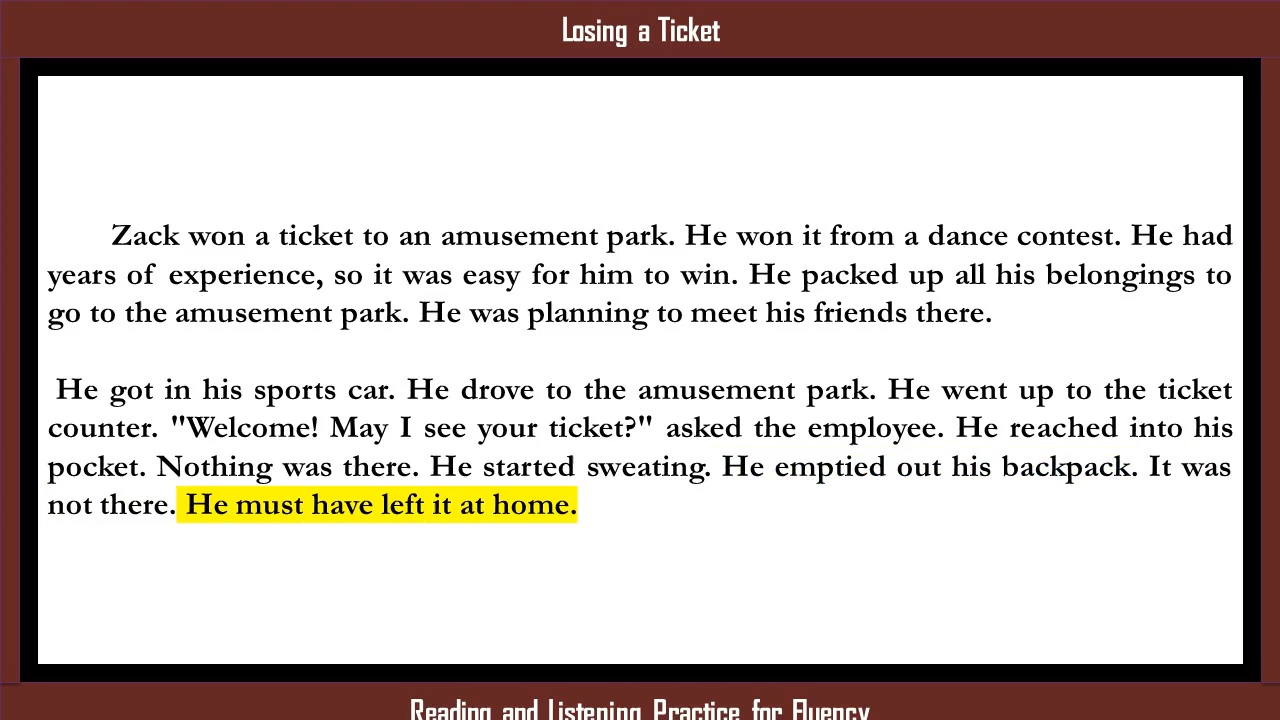 Losing a Ticket
Zack won a ticket to an amusement park. He won it from a dance contest. He had
years of experience, so it was easy for him to win. He packed up all his belongings to
go to the amusement park. He was planning to meet his friends there.
He got in his sports car. He drove to the amusement park. He went up to the ticket
counter. "Welcome! May I see your ticket?" asked the employee. He reached into his
pocket. Nothing was there. He started sweating. He emptied out his backpack. It was
not there. He must have left it at home.
Reading and Listening Practice for Fluency